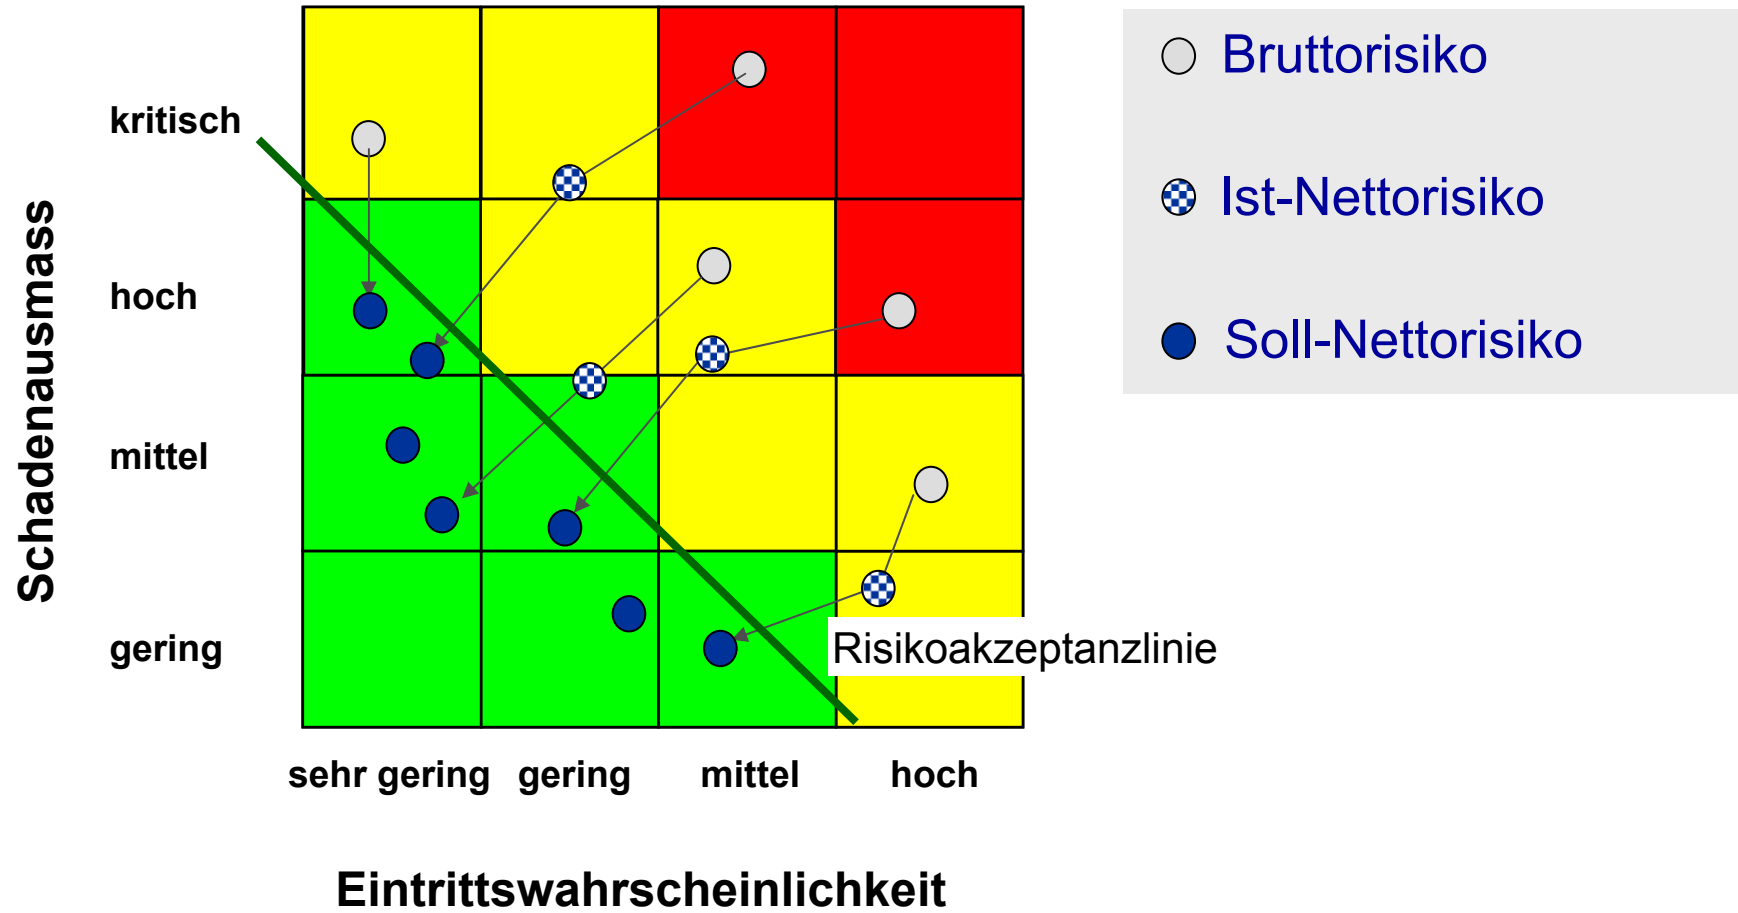 Bruttorisiko
Ist-Nettorisiko
Soll-Nettorisiko
Schadenausmass
kritisch
hoch
mittel
gering
Risikoakzeptanzlinie
sehr gering gering mittel hoch
Eintrittswahrscheinlichkeit